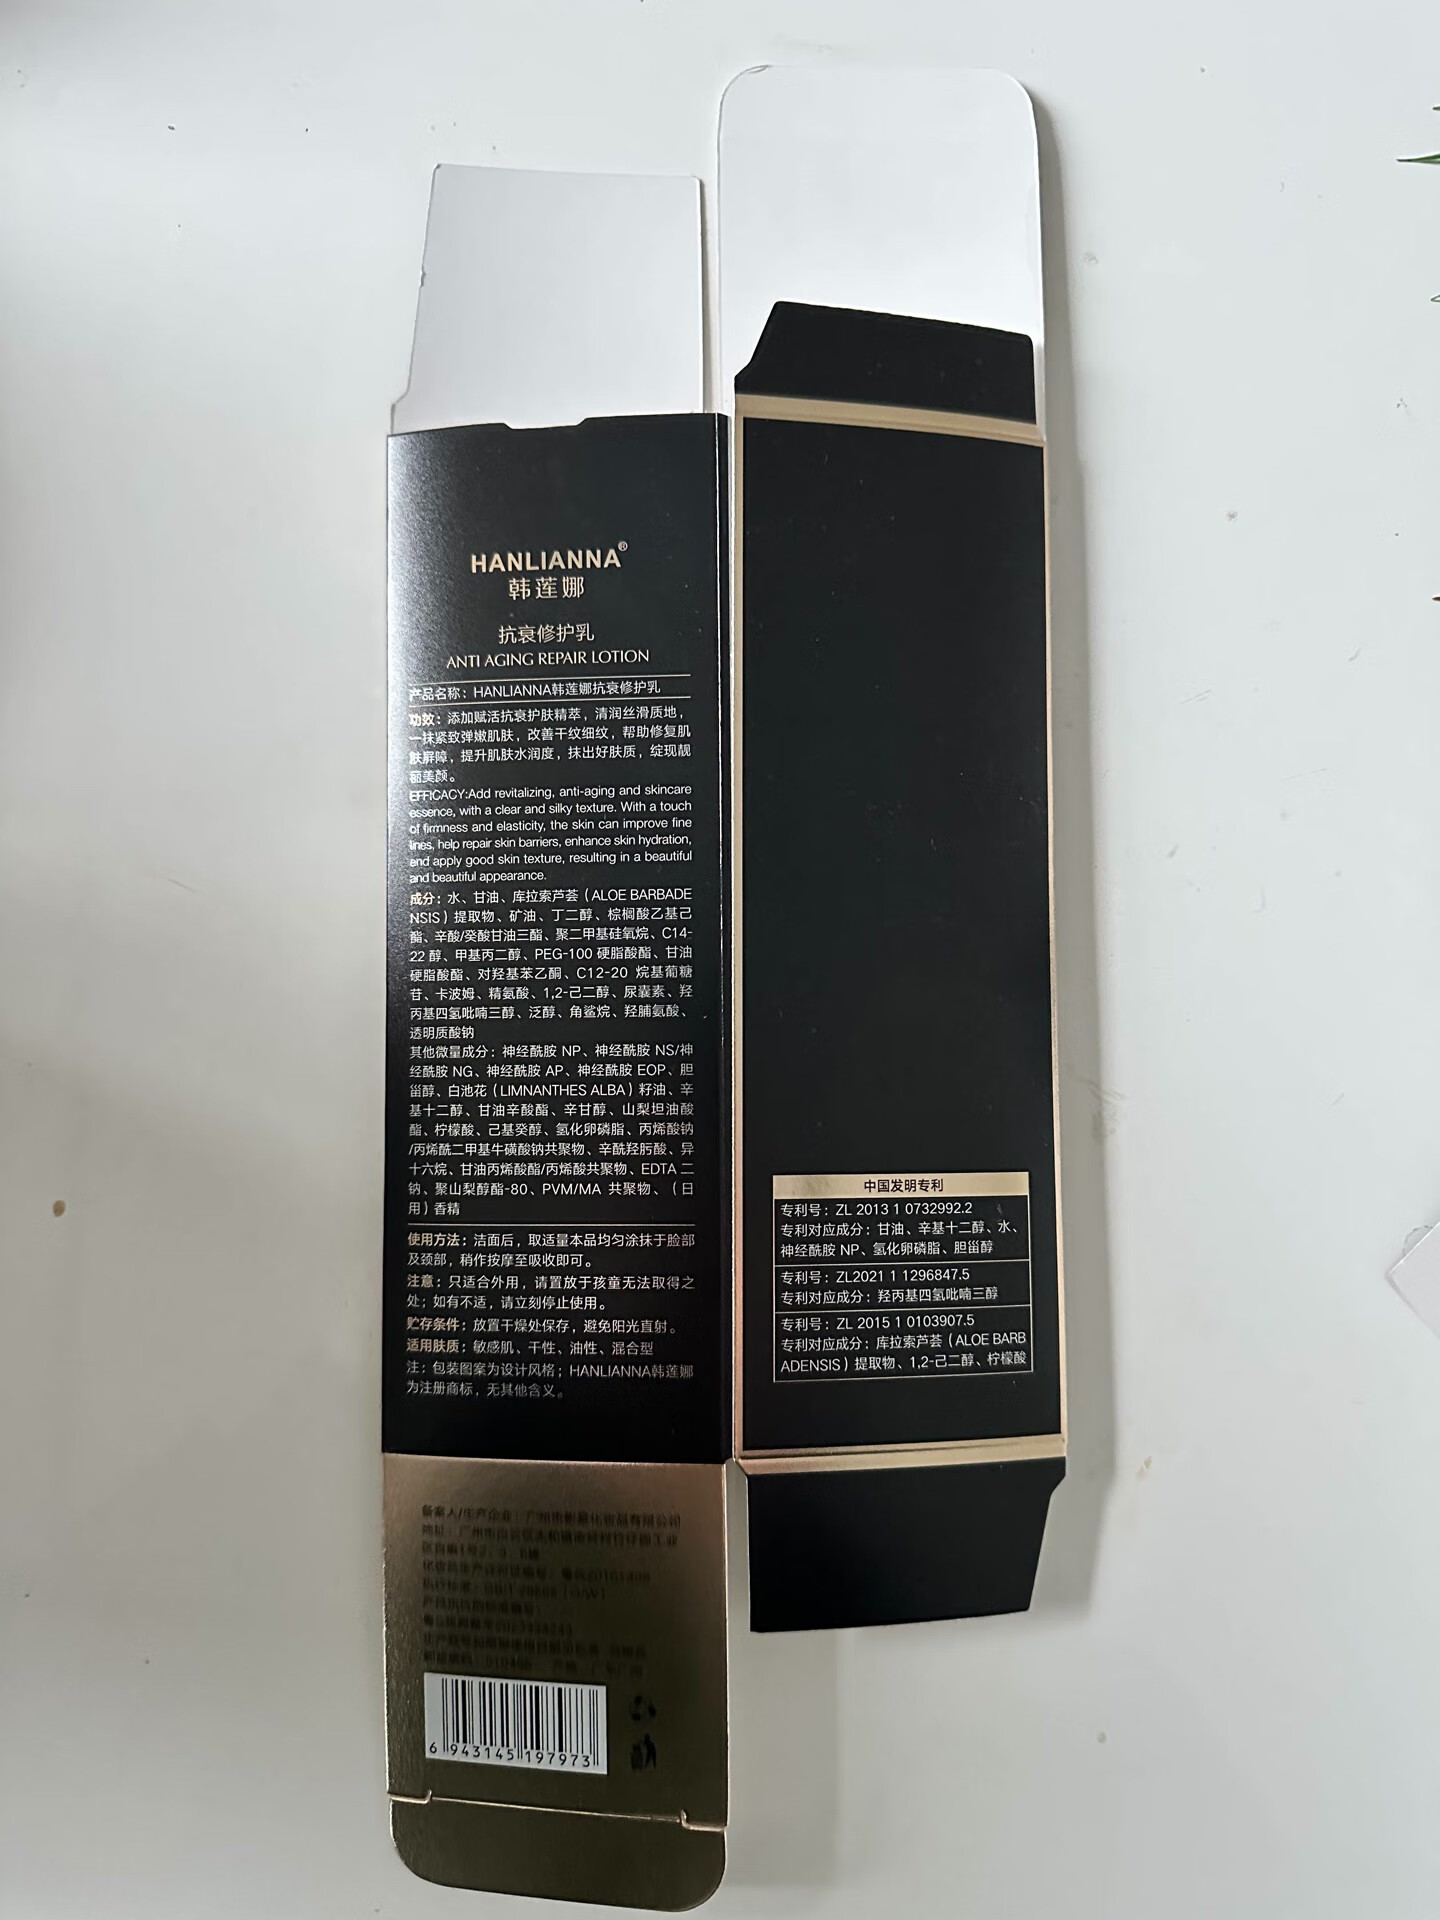 HANLIANNA®
韩莲娜
抗衰修护乳
ANTI AGING REPAIR LOTION
产品名称：HANLIANNA韩莲娜抗衰修护乳
功效：添加赋活抗衰护肤精萃，清润丝滑质地，
一抹紧致弹嫩肌肤，改善干纹细纹，帮助修复肌
肤屏障，提升肌肤水润度，抹出好肤质，绽现靓
丽美颜。
EFFICACY:Add revitalizing, anti-aging and skincare
essence, with a clear and silky texture. With a touch
of firmness and elasticity, the skin can improve fine
lines, help repair skin barriers, enhance skin hydration,
and apply good skin texture, resulting in a beautiful
and beautiful appearance.
成分：水、甘油、库拉索芦荟（ALOE BARBADE
NSIS）提取物、矿油、丁二醇、棕榈酸乙基己
酯、辛酸/癸酸甘油三酯、聚二甲基硅氧烷、C14-
22 醇、甲基丙二醇、PEG-100 硬脂酸酯、甘油
硬脂酸酯、对羟基苯乙酮、C12-20 烷基葡糖
苷、卡波姆、精氨酸、1,2-己二醇、尿囊素、羟
丙基四氢吡喃三醇、泛醇、角鲨烷、羟脯氨酸、
透明质酸钠
其他微量成分：神经酰胺 NP、神经酰胺 NS/神
经酰胺 NG、神经酰胺 AP、神经酰胺 EOP、胆
甾醇、白池花（LIMNANTHES ALBA）籽油、辛
基十二醇、甘油辛酸酯、辛甘醇、山梨坦油酸
酯、柠檬酸、己基癸醇、氢化卵磷脂、丙烯酸钠
/丙烯酰二甲基牛磺酸钠共聚物、辛酰羟肟酸、异
十六烷、甘油丙烯酸酯/丙烯酸共聚物、EDTA 二
钠、聚山梨醇酯-80、PVM/MA 共聚物、（日
用）香精
使用方法：洁面后，取适量本品均匀涂抹于脸部
及颈部，稍作按摩至吸收即可。
注意：只适合外用，请置放于孩童无法取得之
处；如有不适，请立刻停止使用。
贮存条件：放置干燥处保存，避免阳光直射。
适用肤质：敏感肌、干性、油性、混合型
注：包装图案为设计风格；HANLIANNA韩莲娜
为注册商标，无其他含义。
备案人/生产企业：广州市
6 943145 197973
中国发明专利
专利号：ZL 2013 1 0732992.2
专利对应成分：甘油、辛基十二醇、水、
神经酰胺 NP、氢化卵磷脂、胆甾醇
专利号：ZL2021 1 1296847.5
专利对应成分：羟丙基四氢吡喃三醇
专利号：ZL 2015 1 0103907.5
专利对应成分：库拉索芦荟（ALOE BARB
ADENSIS）提取物、1,2-己二醇、柠檬酸